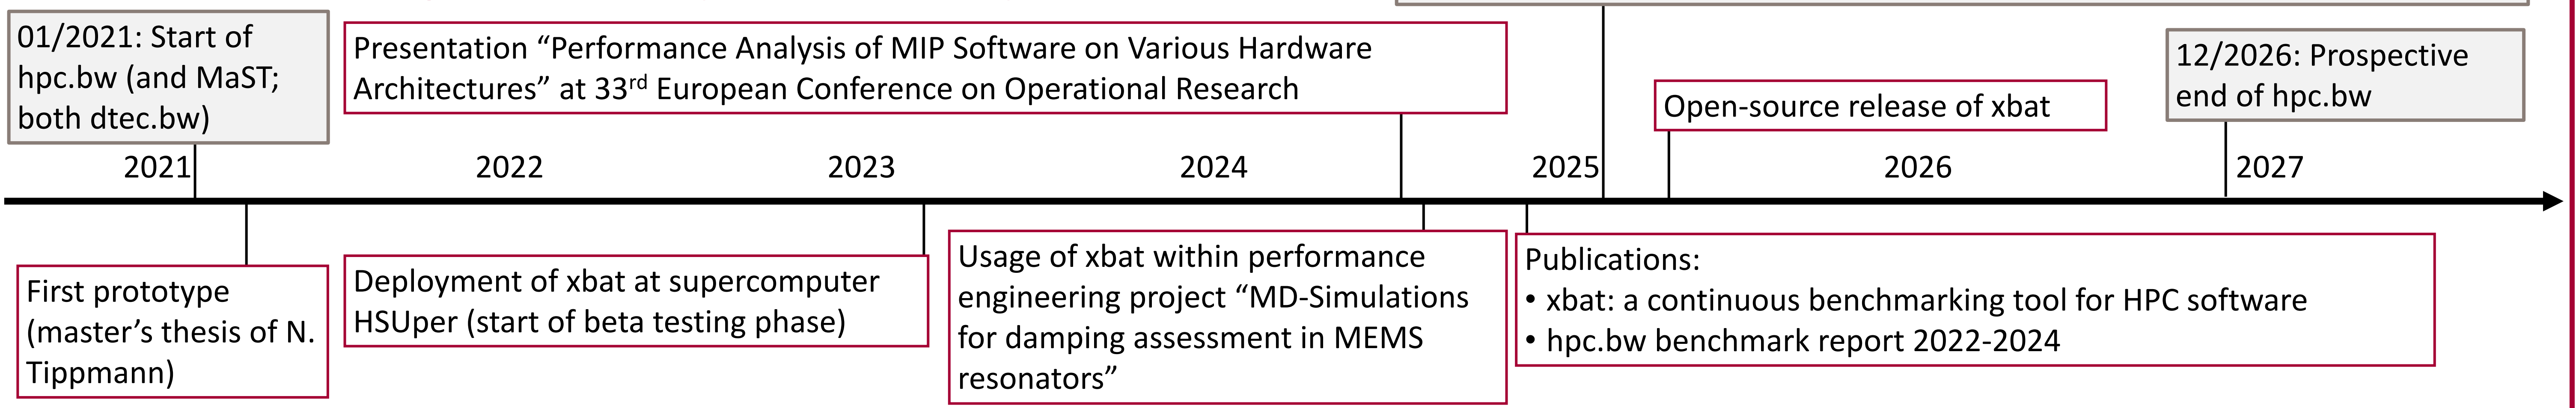 01/2021: Start of
hpc.bw (and MaST;
both dtec.bw)
Presentation “Performance Analysis of MIP Software on Various Hardware
Architectures” at 33rd European Conference on Operational Research
Open-source release of xbat
12/2026: Prospective
end of hpc.bw
2021
2022
2023
2024
2025
2026
2027
First prototype
(master’s thesis of N.
Tippmann)
Deployment of xbat at supercomputer
HSUper (start of beta testing phase)
Usage of xbat within performance
engineering project “MD-Simulations
for damping assessment in MEMS
resonators”
Publications:
• xbat: a continuous benchmarking tool for HPC software
• hpc.bw benchmark report 2022-2024